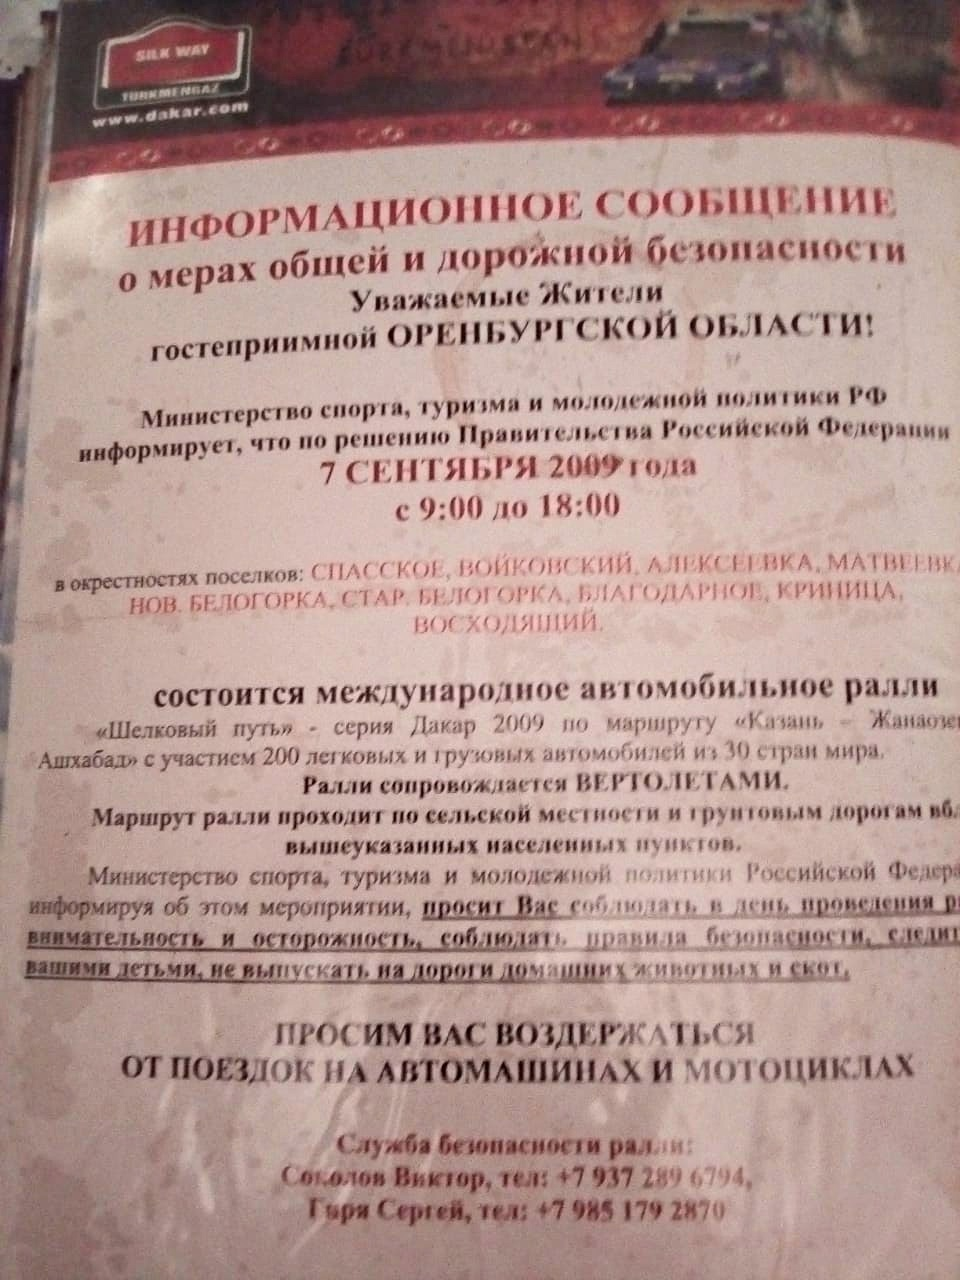 SILK WAY
TURKMENGAZ
www.dakar.com
ИНФОРМАЦИОННОЕ СООБЩЕНИЕ
о мерах общей и дорожной безопасности
Уважаемые Жители
гостеприимной ОРЕНБУРГСКОЙ ОБЛАСТИ!
Министерство спорта, туризма и молодежной политики РФ
информирует, что по решению Правительства Российской Федерации
7 СЕНТЯБРЯ 2009 года
с 9:00 до 18:00
в окрестностях поселков: СПАССКОЕ, ВОЙКОВСКИЙ, АЛЕКСЕЕВКА, МАТВЕЕВК
НОВ. БЕЛОГОРКА, СТАР. БЕЛОГОРКА, БЛАГОДАРНОЕ, КРИНИЦА,
ВОСХОДЯЩИЙ.
состоится международное автомобильное ралли
«Шелковый путь» - серия Дакар 2009 по маршруту «Казань – Жанаозе
Ашхабад» с участием 200 легковых и грузовых автомобилей из 30 стран мира.
Ралли сопровождается ВЕРТОЛЕТАМИ.
Маршрут ралли проходит по сельской местности и грунтовым дорогам вбл
вышеуказанных населенных пунктов.
Министерство спорта, туризма и молодежной политики Российской Федера
информируя об этом мероприятии, просит Вас соблюдать в день проведения р
внимательность и осторожность, соблюдать правила безопасности, следит
вашими детьми, не выпускать на дороги домашних животных и скот.
ПРОСИМ ВАС ВОЗДЕРЖАТЬСЯ
ОТ ПОЕЗДОК НА АВТОМАШИНАХ И МОТОЦИКЛАХ
Служба безопасности ралли:
Соколов Виктор, тел: +7 937 289 6794,
Гыря Сергей, тел: +7 985 179 2870